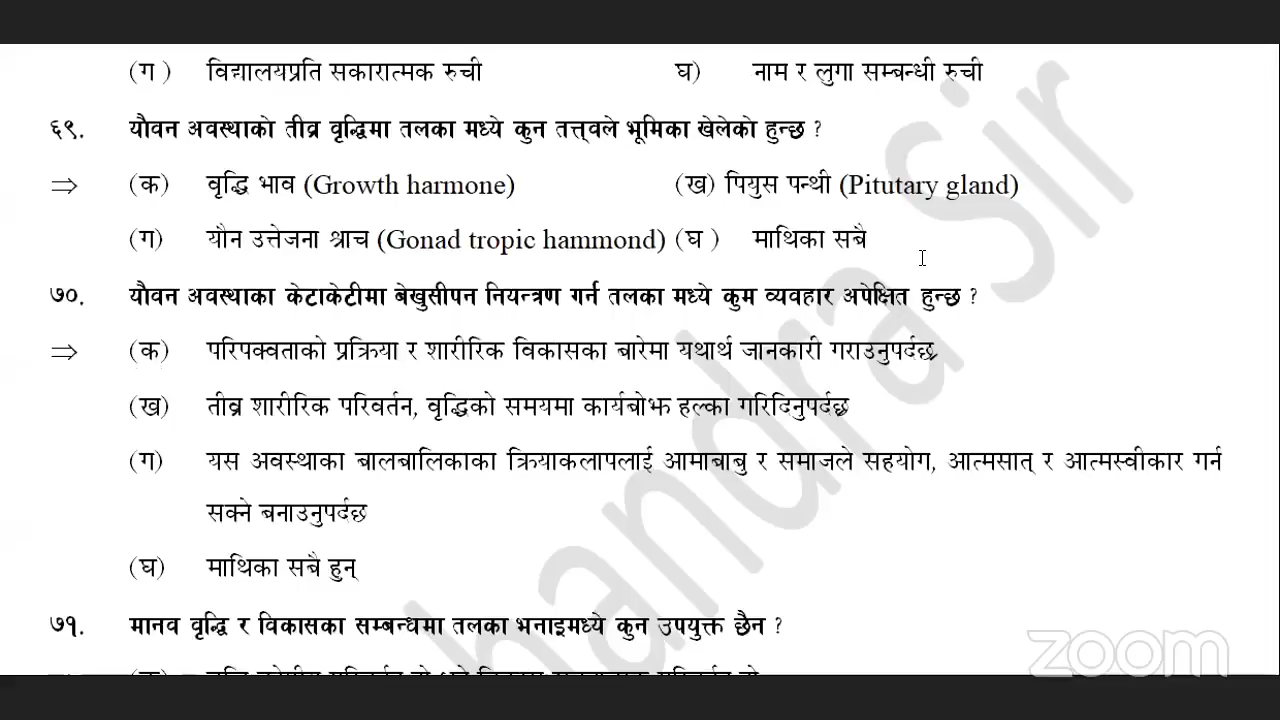 (ग ) विद्यालयप्रति सकारात्मक रुची घ) नाम र लुगा सम्बन्धी रुची
६९. यौवन अवस्थाको तीव्र वृद्धिमा तलका मध्ये कुन तत्त्वले भूमिका खेलेको हुन्छ ?
⇒ (क) वृद्धि भाव (Growth harmone) (ख) पियुस पन्थी (Pitutary gland)
(ग) यौन उत्तेजना श्राच (Gonad tropic hammond) (घ ) माथिका सबै
७०. यौवन अवस्थाका केटाकेटीमा बेखुसीपन नियन्त्रण गर्न तलका मध्ये कुम व्यवहार अपेक्षित हुन्छ ?
⇒ (क) परिपक्वताको प्रक्रिया र शारीरिक विकासका बारेमा यथार्थ जानकारी गराउनुपर्दछ
(ख) तीव्र शारीरिक परिवर्तन, वृद्धिको समयमा कार्यबोझ हल्का गरिदिनुपर्दछ
(ग) यस अवस्थाका बालबालिकाका क्रियाकलापलाई आमाबाबु र समाजले सहयोग, आत्मसात् र आत्मस्वीकार गर्न
सक्ने बनाउनुपर्दछ
(घ) माथिका सबै हुन्
७१. मानव वृद्धि र विकासका सम्बन्धमा तलका भनाइमध्ये कुन उपयुक्त छैन ?
handra Sir
zoom